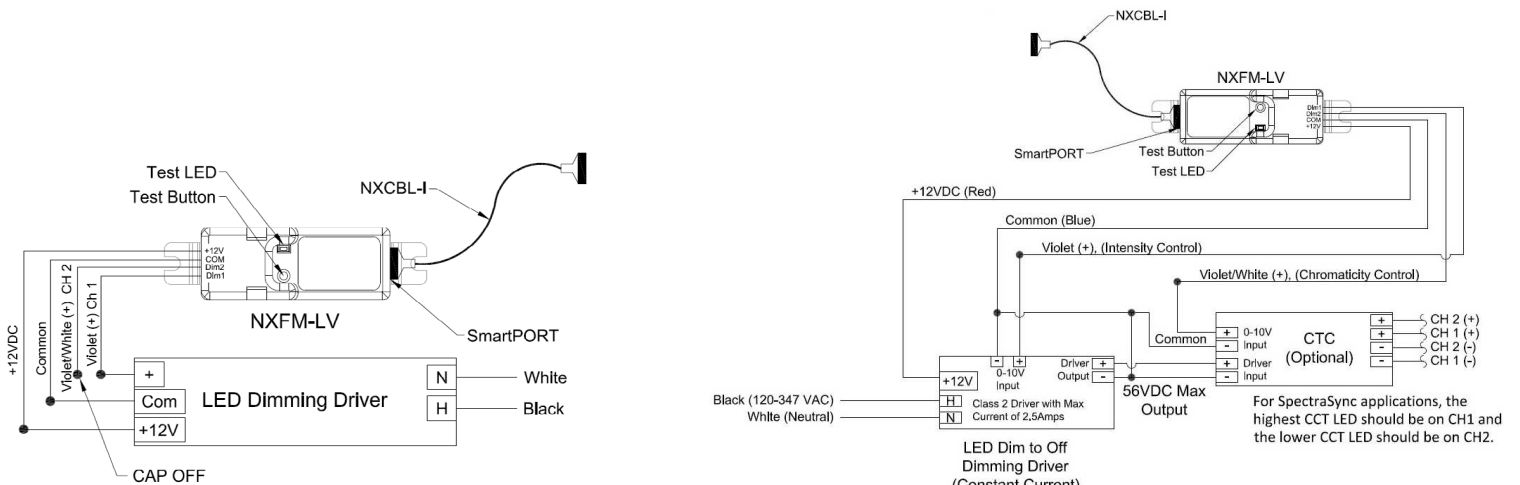 Test LED
Test Button
NXCBL-I
+12V
COM
Dim2
Dim1
NXFM-LV
SmartPORT
+12VDC
Common
Violet/White (+) CH 2
Violet (+) Ch 1
+
Com
+12V
LED Dimming Driver
N
H
White
Black
CAP OFF
NXCBL-I
NXFM-LV
Dim1
Dim2
COM
+12V
SmartPORT
Test Button
Test LED
+12VDC (Red)
Common (Blue)
Violet (+), (Intensity Control)
Violet/White (+), (Chromaticity Control)
- +
0-10V
Input
Driver +
Output -
+12V
H
N
Class 2 Driver with Max
Current of 2,5Amps
Black (120-347 VAC)
White (Neutral)
LED Dim to Off
Dimming Driver
(Constant Current)
56VDC Max
Output
Common
+ 0-10V
- Input
+ Driver
- Input
CTC
(Optional)
+ CH 2 (+)
+ CH 1 (+)
- CH 2 (-)
- CH 1 (-)
For SpectraSync applications, the
highest CCT LED should be on CH1 and
the lower CCT LED should be on CH2.